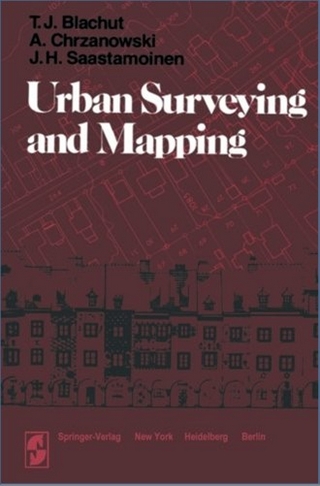 T. J. Blachut
A. Chrzanowski
J. H. Saastamoinen
Urban Surveying
and Mapping
Springer-Verlag New York Heidelberg Berlin